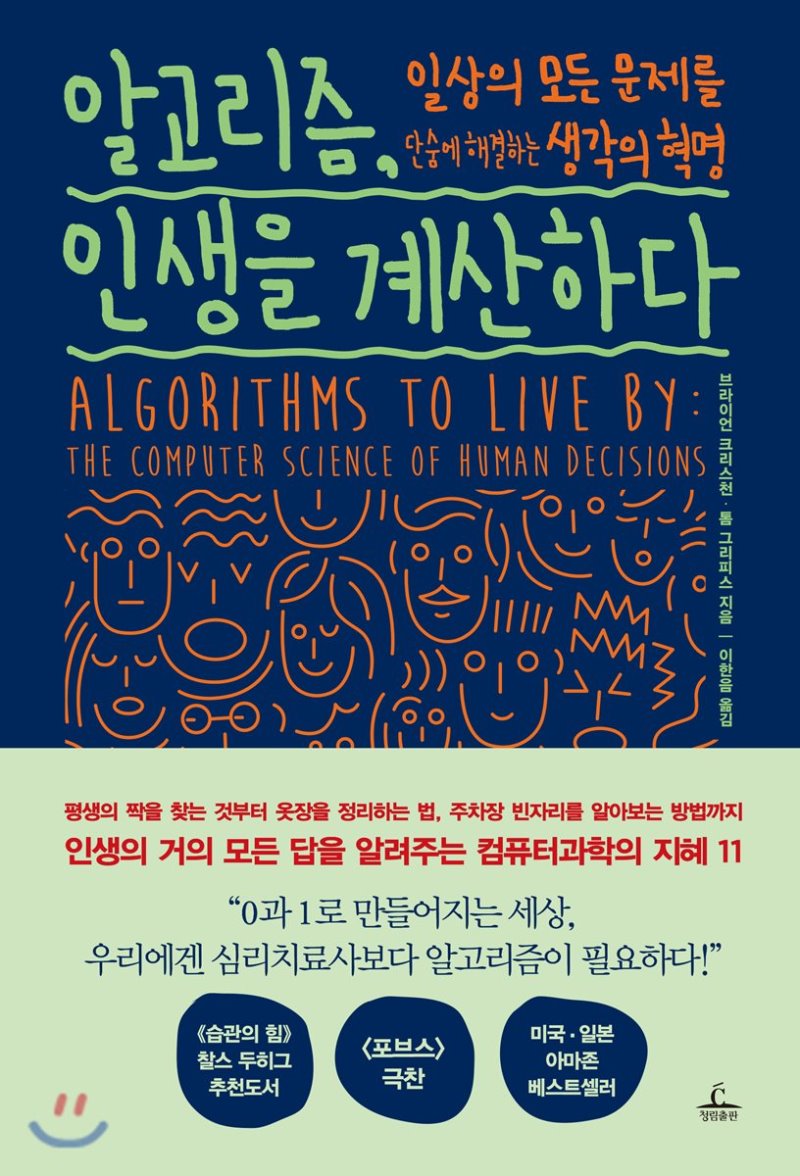 알고리즘,
일상의 모든 문제를
단숨에 해결하는 생각의 혁명
인생을 계산하다
ALGORITHMS TO LIVE BY:
THE COMPUTER SCIENCE OF HUMAN DECISIONS
브라이언 크리스천 · 톰 그리피스 지음 — 이한음 옮김
평생의 짝을 찾는 것부터 옷장을 정리하는 법, 주차장 빈자리를 알아보는 방법까지
인생의 거의 모든 답을 알려주는 컴퓨터과학의 지혜 11
“0과 1로 만들어지는 세상,
우리에겐 심리치료사보다 알고리즘이 필요하다!”
《습관의 힘》
찰스 두히그
추천도서
〈포브스〉
극찬
미국 · 일본
아마존
베스트셀러
Ć
청림출판